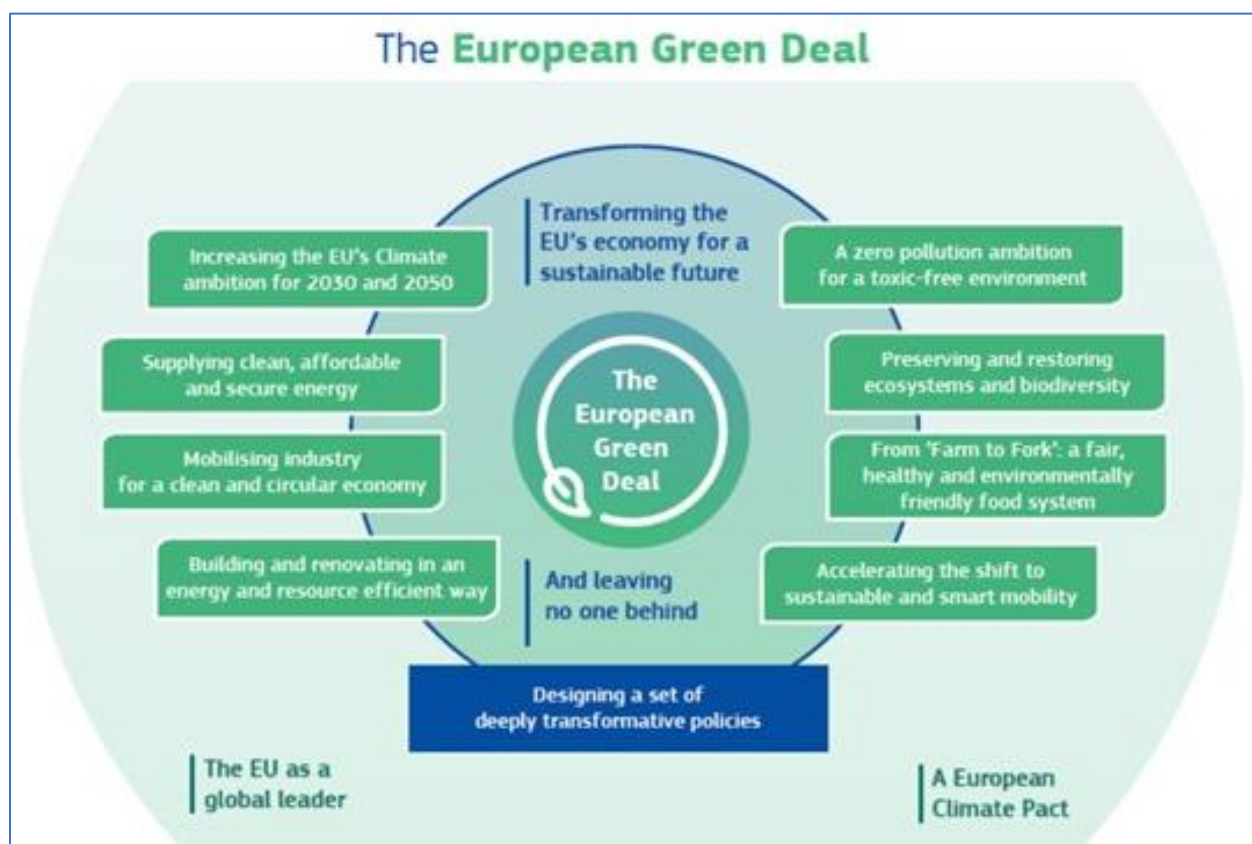 The European Green Deal
Transforming the
EU's economy for a
sustainable future
Increasing the EU's Climate
ambition for 2030 and 2050
Supplying clean, affordable
and secure energy
Mobilising industry
for a clean and circular economy
Building and renovating in an
energy and resource efficient way
The
European
Green
Deal
A zero pollution ambition
for a toxic-free environment
Preserving and restoring
ecosystems and biodiversity
From 'Farm to Fork': a fair,
healthy and environmentally
friendly food system
Accelerating the shift to
sustainable and smart mobility
And leaving
no one behind
Designing a set of
deeply transformative policies
The EU as a
global leader
A European
Climate Pact